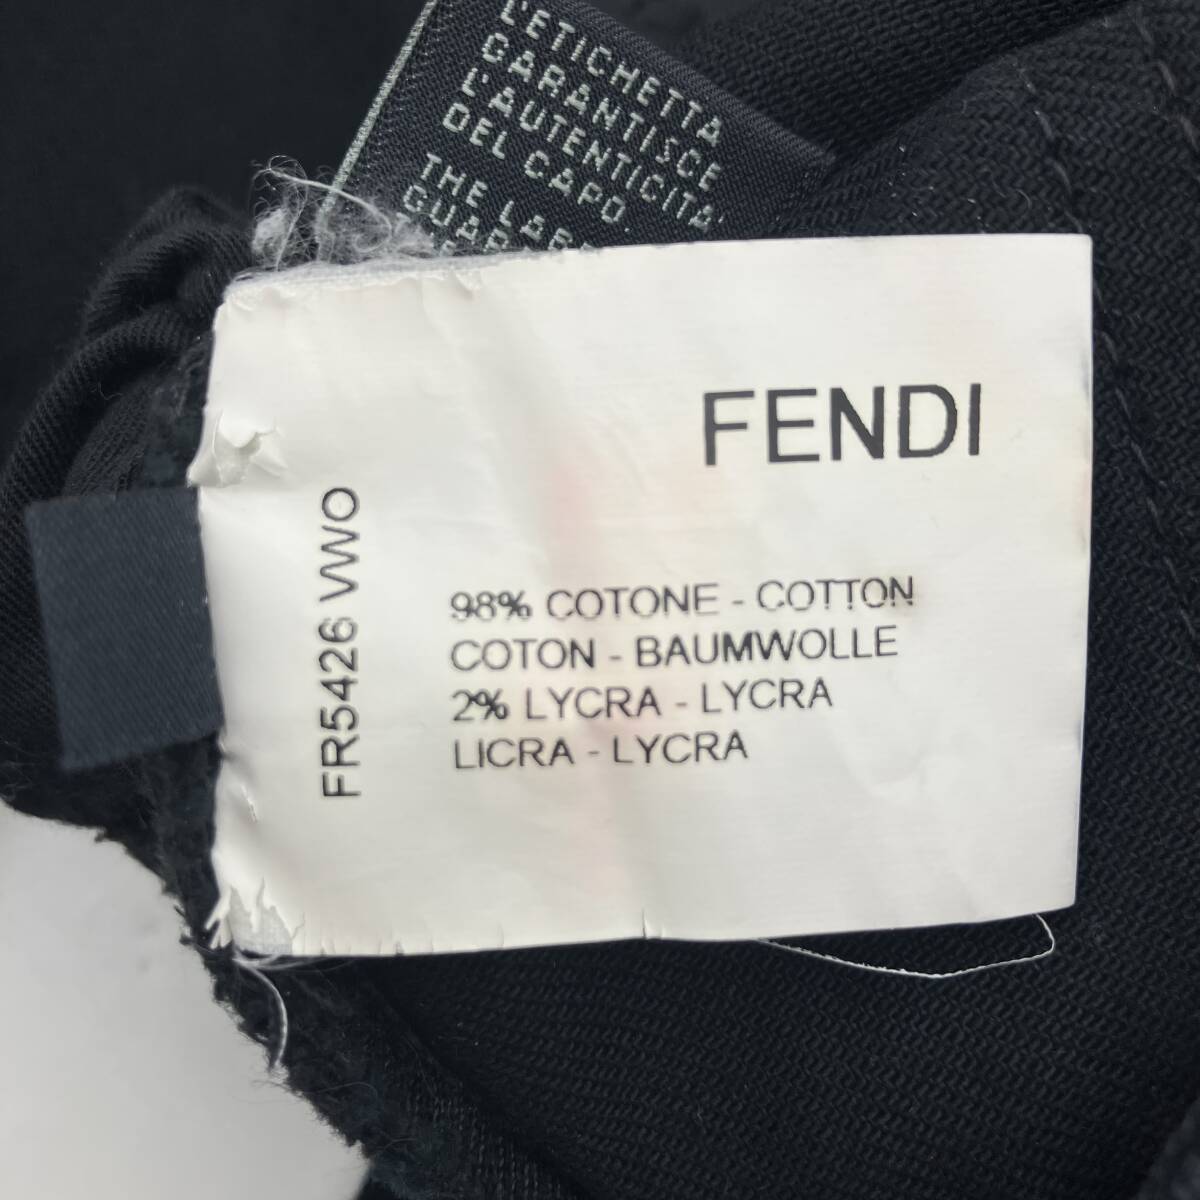 L'ETICHETTA
GARANTISCE
L'AUTENTICITA'
DEL CAPO
THE
FENDI
FR5426 VWO
98% COTONE - COTTON
COTON - BAUMWOLLE
2% LYCRA - LYCRA
LICRA - LYCRA